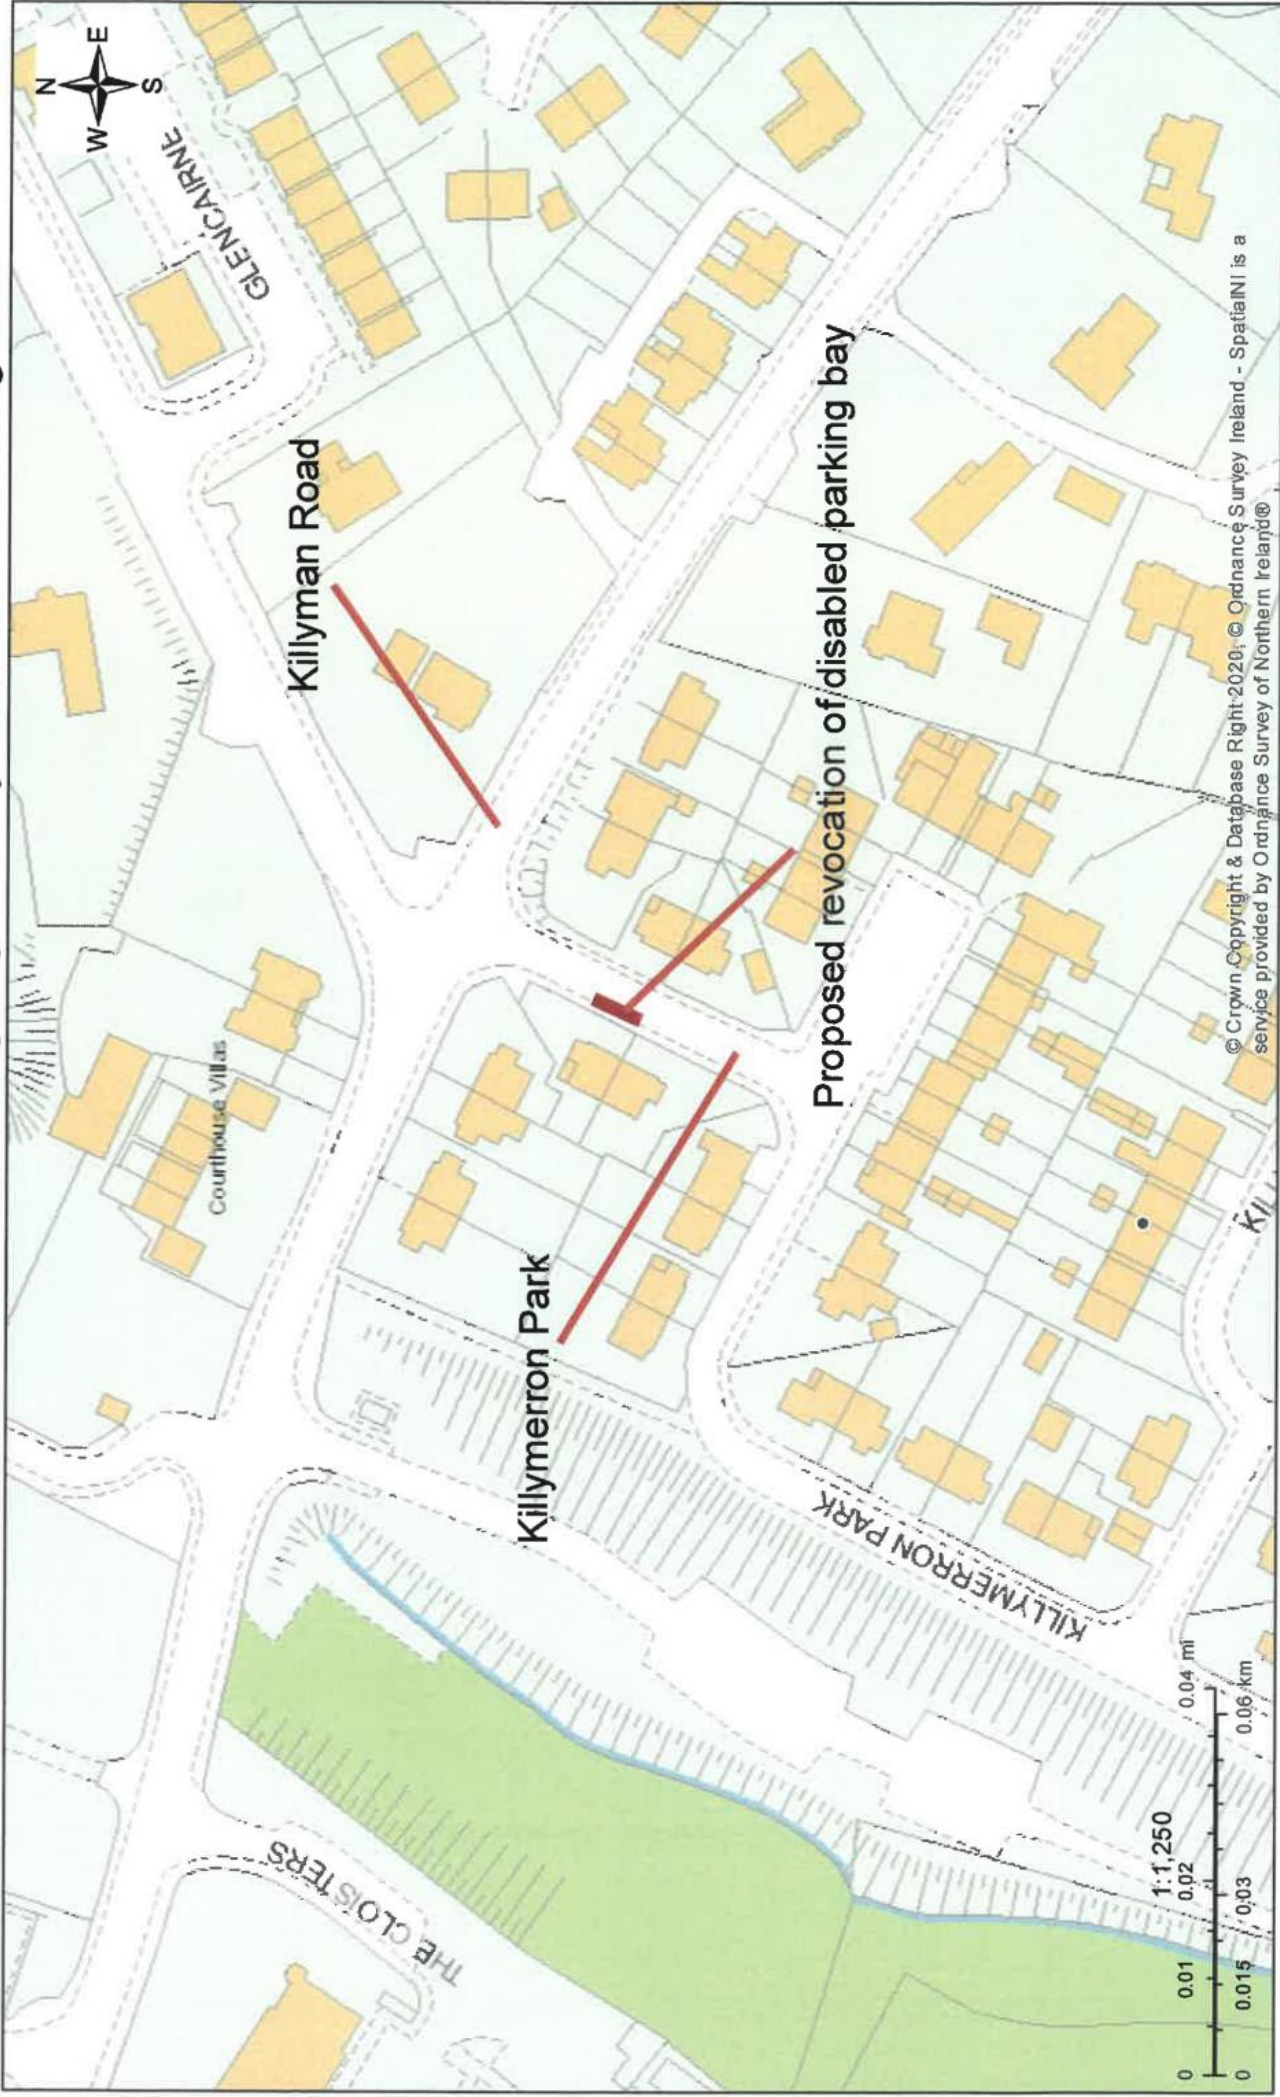 N
E
S
W
GLENCAIRNE
Killyman Road
Courthouse Villas
Killymerron Park
Proposed revocation of disabled parking bay
KILLYMERRON PARK
THE CLOISTERS
1:1,250
0 0.01 0.02 0.04 mi
0 0.015 0.03 0.06 km
© Crown Copyright & Database Right 2020, © Ordnance Survey Ireland - SpatialNI is a
service provided by Ordnance Survey of Northern Ireland®